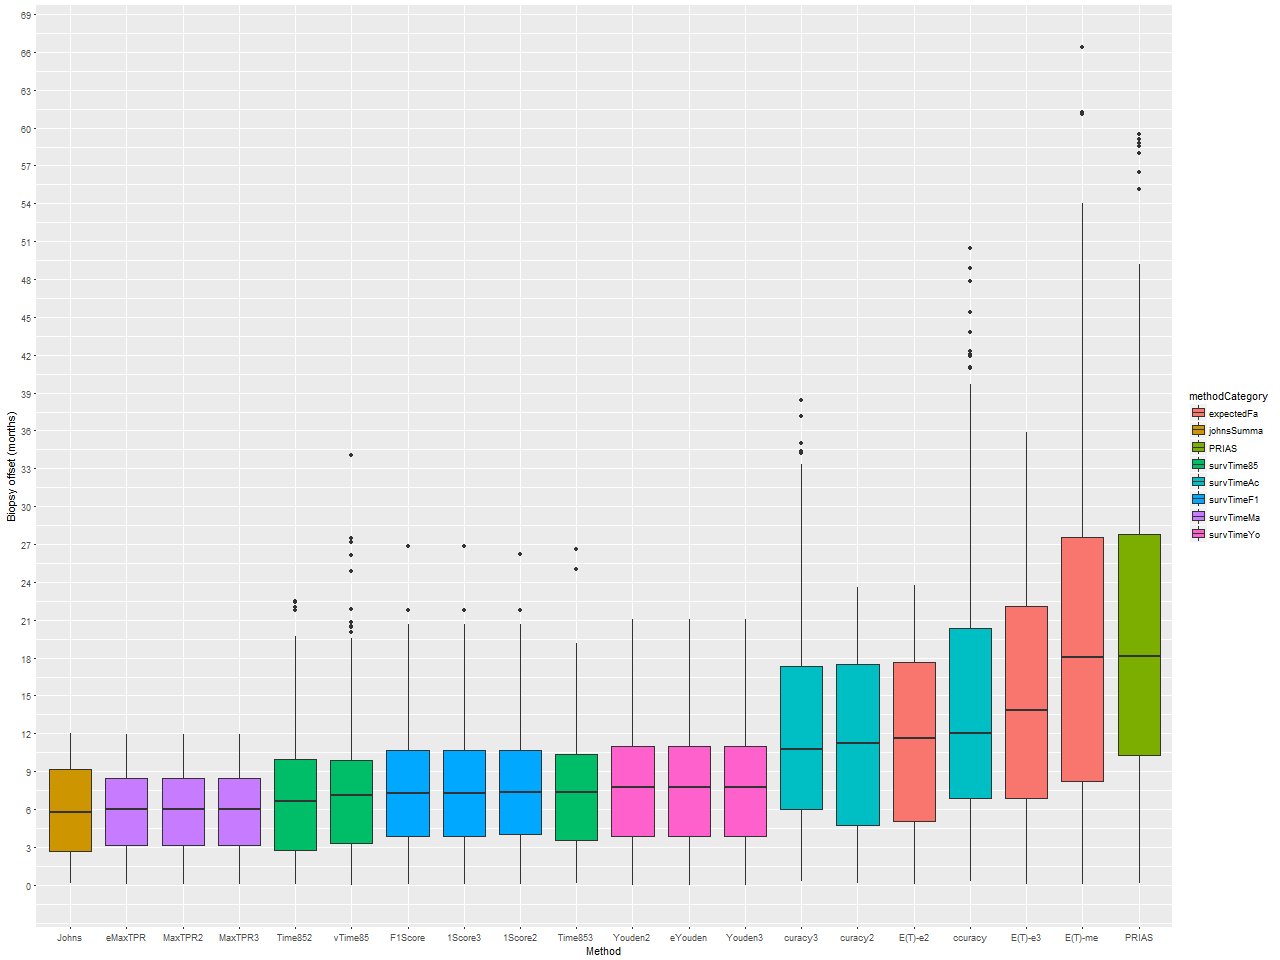 69
66
63
60
57
54
51
48
45
42
39
36
33
30
27
24
21
18
15
12
9
6
3
0
Biopsy offset (months)
Johns eMaxTPR MaxTPR2 MaxTPR3 Time852 vTime85 F1Score 1Score3 1Score2 Time853 Youden2 eYouden Youden3 curacy3 curacy2 E(T)-e2 ccuracy E(T)-e3 E(T)-me PRIAS
Method
methodCategory
expectedFa
johnsSumma
PRIAS
survTime85
survTimeAc
survTimeF1
survTimeMa
survTimeYo